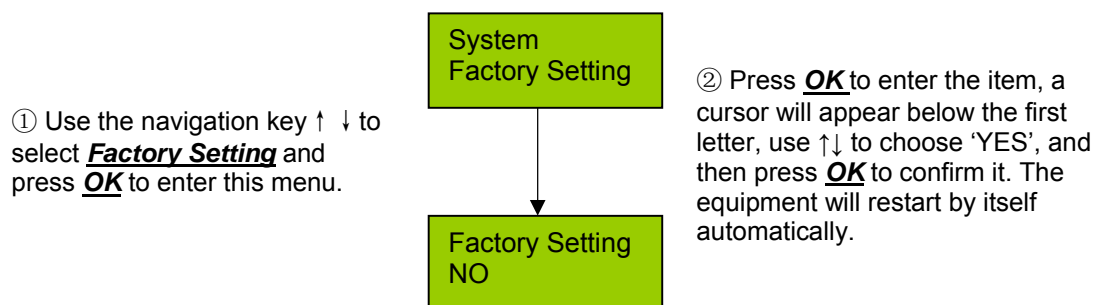 System
Factory Setting
① Use the navigation key ↑ ↓ to
select Factory Setting and
press OK to enter this menu.
② Press OK to enter the item, a
cursor will appear below the first
letter, use ↑↓ to choose ‘YES’, and
then press OK to confirm it. The
equipment will restart by itself
automatically.
Factory Setting
NO